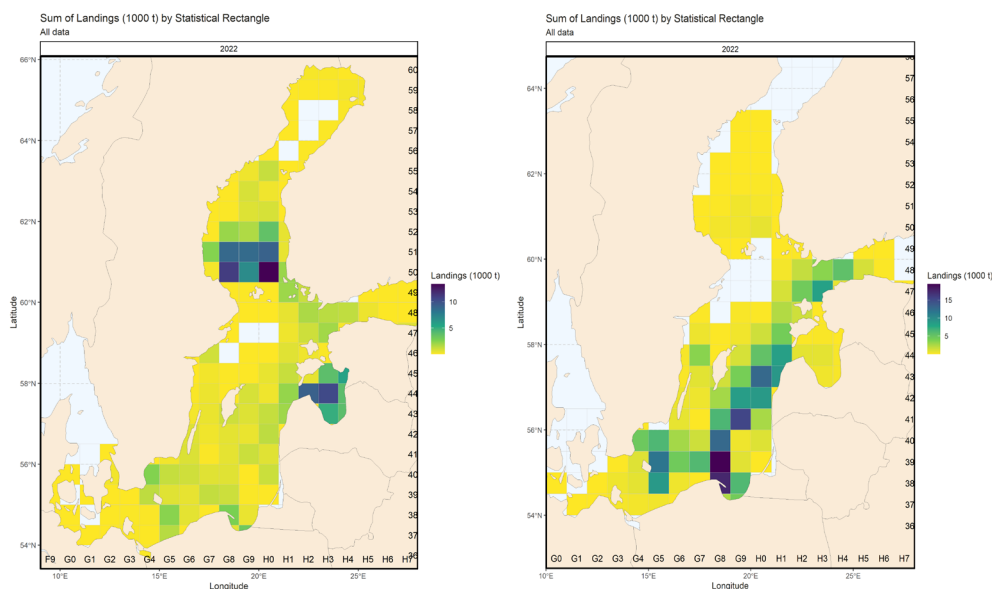 Sum of Landings (1000 t) by Statistical Rectangle
All data
2022
66°N
64°N
62°N
60°N
58°N
56°N
54°N
Latitude
60
59
58
57
56
55
54
53
52
51
50
49
48
47
46
45
44
43
42
41
40
39
38
37
36
F9 G0 G1 G2 G3 G4 G5 G6 G7 G8 G9 H0 H1 H2 H3 H4 H5 H6 H7
10°E 15°E 20°E 25°E
Longitude
Landings (1000 t)
10
5
Sum of Landings (1000 t) by Statistical Rectangle
All data
2022
64°N
62°N
60°N
58°N
56°N
54°N
Latitude
58
57
56
55
54
53
52
51
50
49
48
47
46
45
44
43
42
41
40
39
38
37
36
G0 G1 G2 G3 G4 G5 G6 G7 G8 G9 H0 H1 H2 H3 H4 H5 H6 H7
10°E 15°E 20°E 25°E
Longitude
Landings (1000 t)
15
10
5